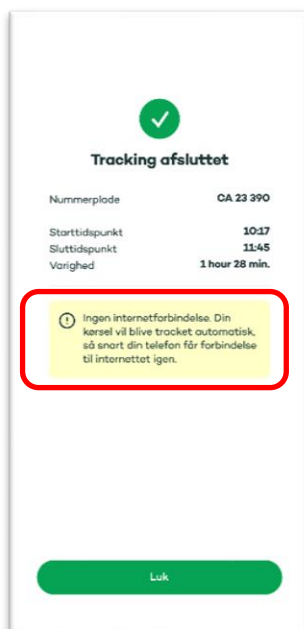 Tracking afsluttet
Nummerplade CA 23 390
Starttidspunkt 10:17
Sluttidspunkt 11:45
Varighed 1 hour 28 min.
Ingen internetforbindelse. Din
kørsel vil blive tracket automatisk,
så snart din telefon får forbindelse
til internettet igen.
Luk